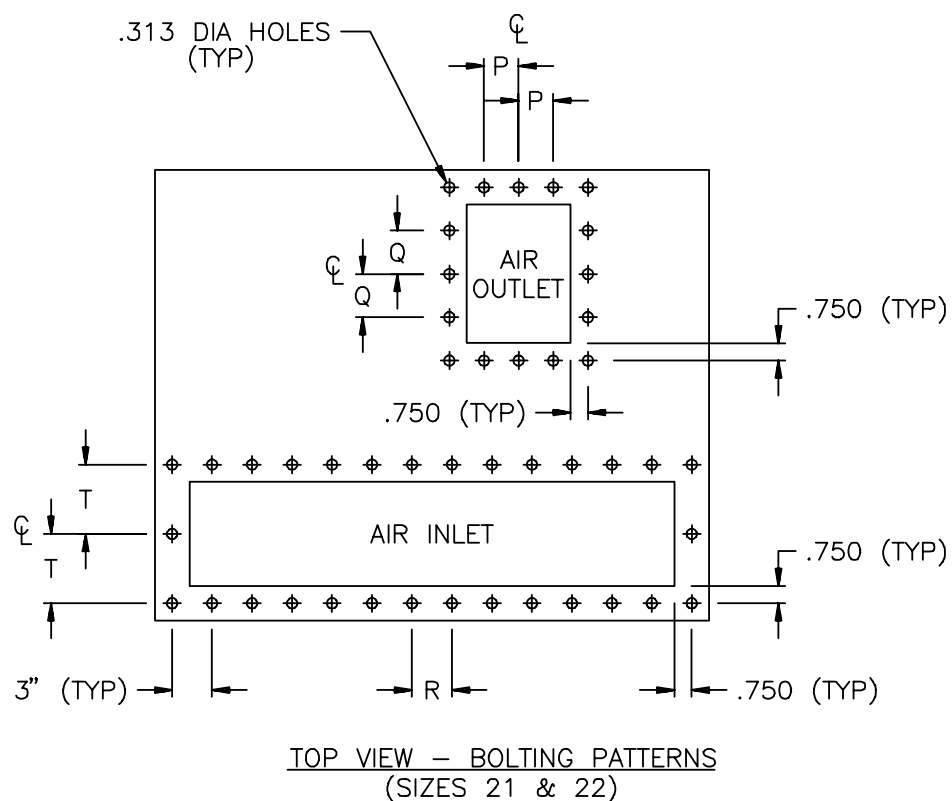 .313 DIA HOLES
(TYP)
℄
P
P
Q
℄
Q
AIR
OUTLET
.750 (TYP)
.750 (TYP)
T
℄
T
AIR INLET
.750 (TYP)
3” (TYP)
R
.750 (TYP)
TOP VIEW – BOLTING PATTERNS
(SIZES 21 & 22)